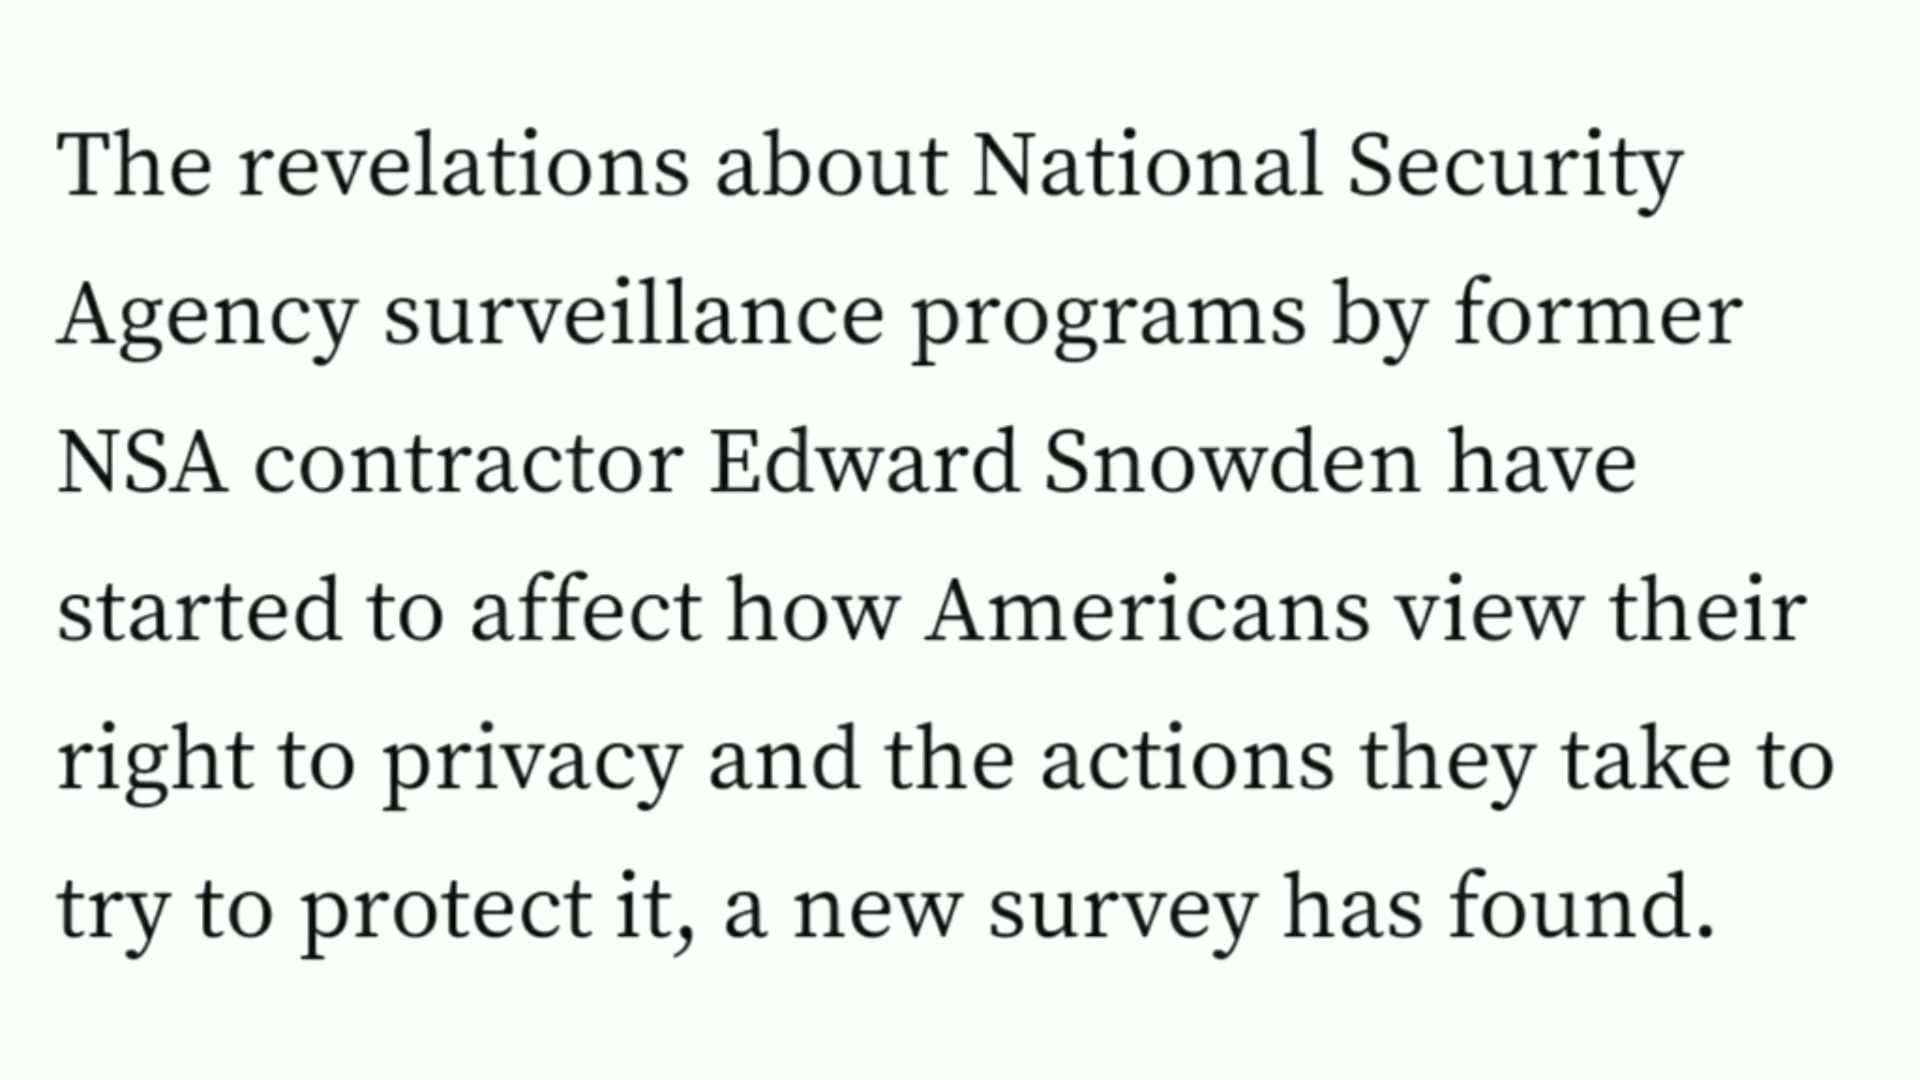 The revelations about National Security
Agency surveillance programs by former
NSA contractor Edward Snowden have
started to affect how Americans view their
right to privacy and the actions they take to
try to protect it, a new survey has found.